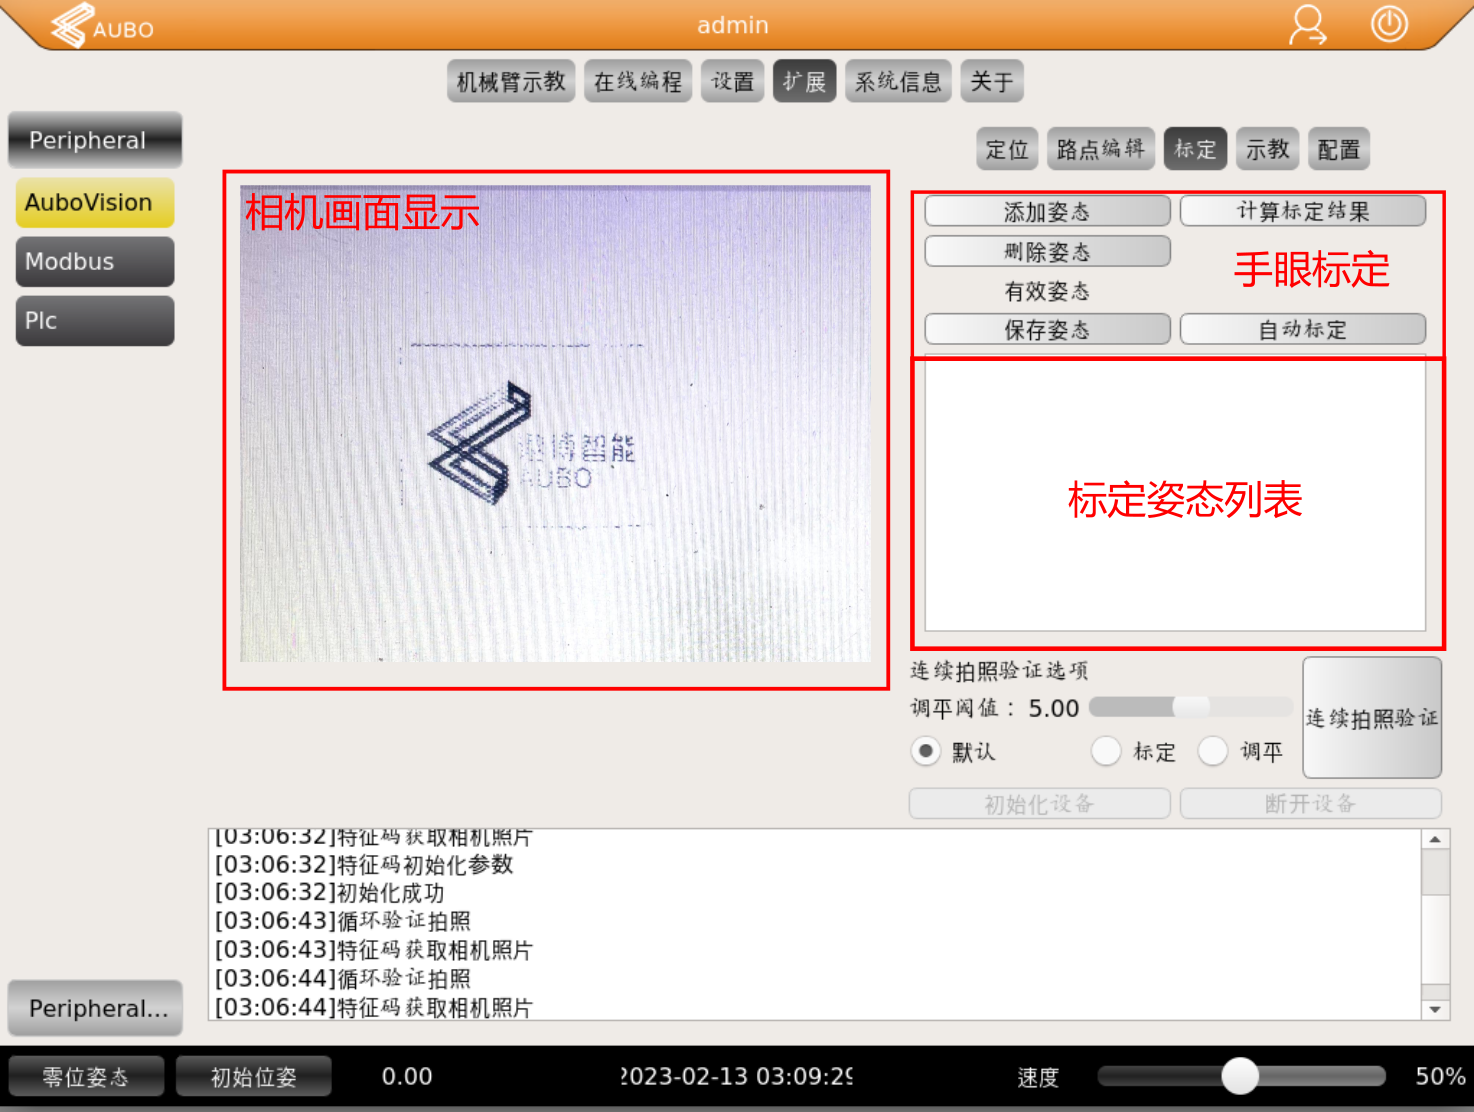 AUBO
admin
机械臂示教 在线编程 设置 扩展 系统信息 关于
Peripheral
定位 路点编辑 标定 示教 配置
AuboVision
Modbus
Plc
相机画面显示
智能
AUBO
添加姿态 计算标定结果
删除姿态
手眼标定
有效姿态
保存姿态 自动标定
标定姿态列表
连续拍照验证选项
调平阈值： 5.00
连续拍照验证
默认 标定 调平
初始化设备 断开设备
[03:06:32]特征码获取相机照片
[03:06:32]特征码初始化参数
[03:06:32]初始化成功
[03:06:43]循环验证拍照
[03:06:43]特征码获取相机照片
[03:06:44]循环验证拍照
[03:06:44]特征码获取相机照片
Peripheral...
零位姿态 初始位姿 0.00 2023-02-13 03:09:29 速度 50%